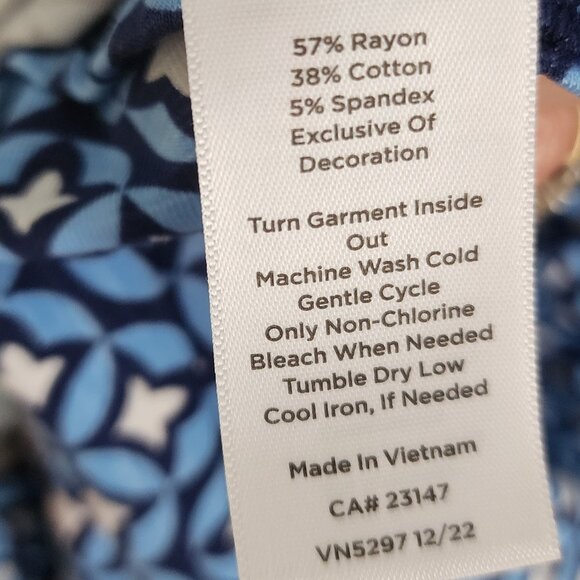 57% Rayon
38% Cotton
5% Spandex
Exclusive Of
Decoration
Turn Garment Inside
Out
Machine Wash Cold
Gentle Cycle
Only Non-Chlorine
Bleach When Needed
Tumble Dry Low
Cool Iron, If Needed
Made In Vietnam
CA# 23147
VN5297 12/22